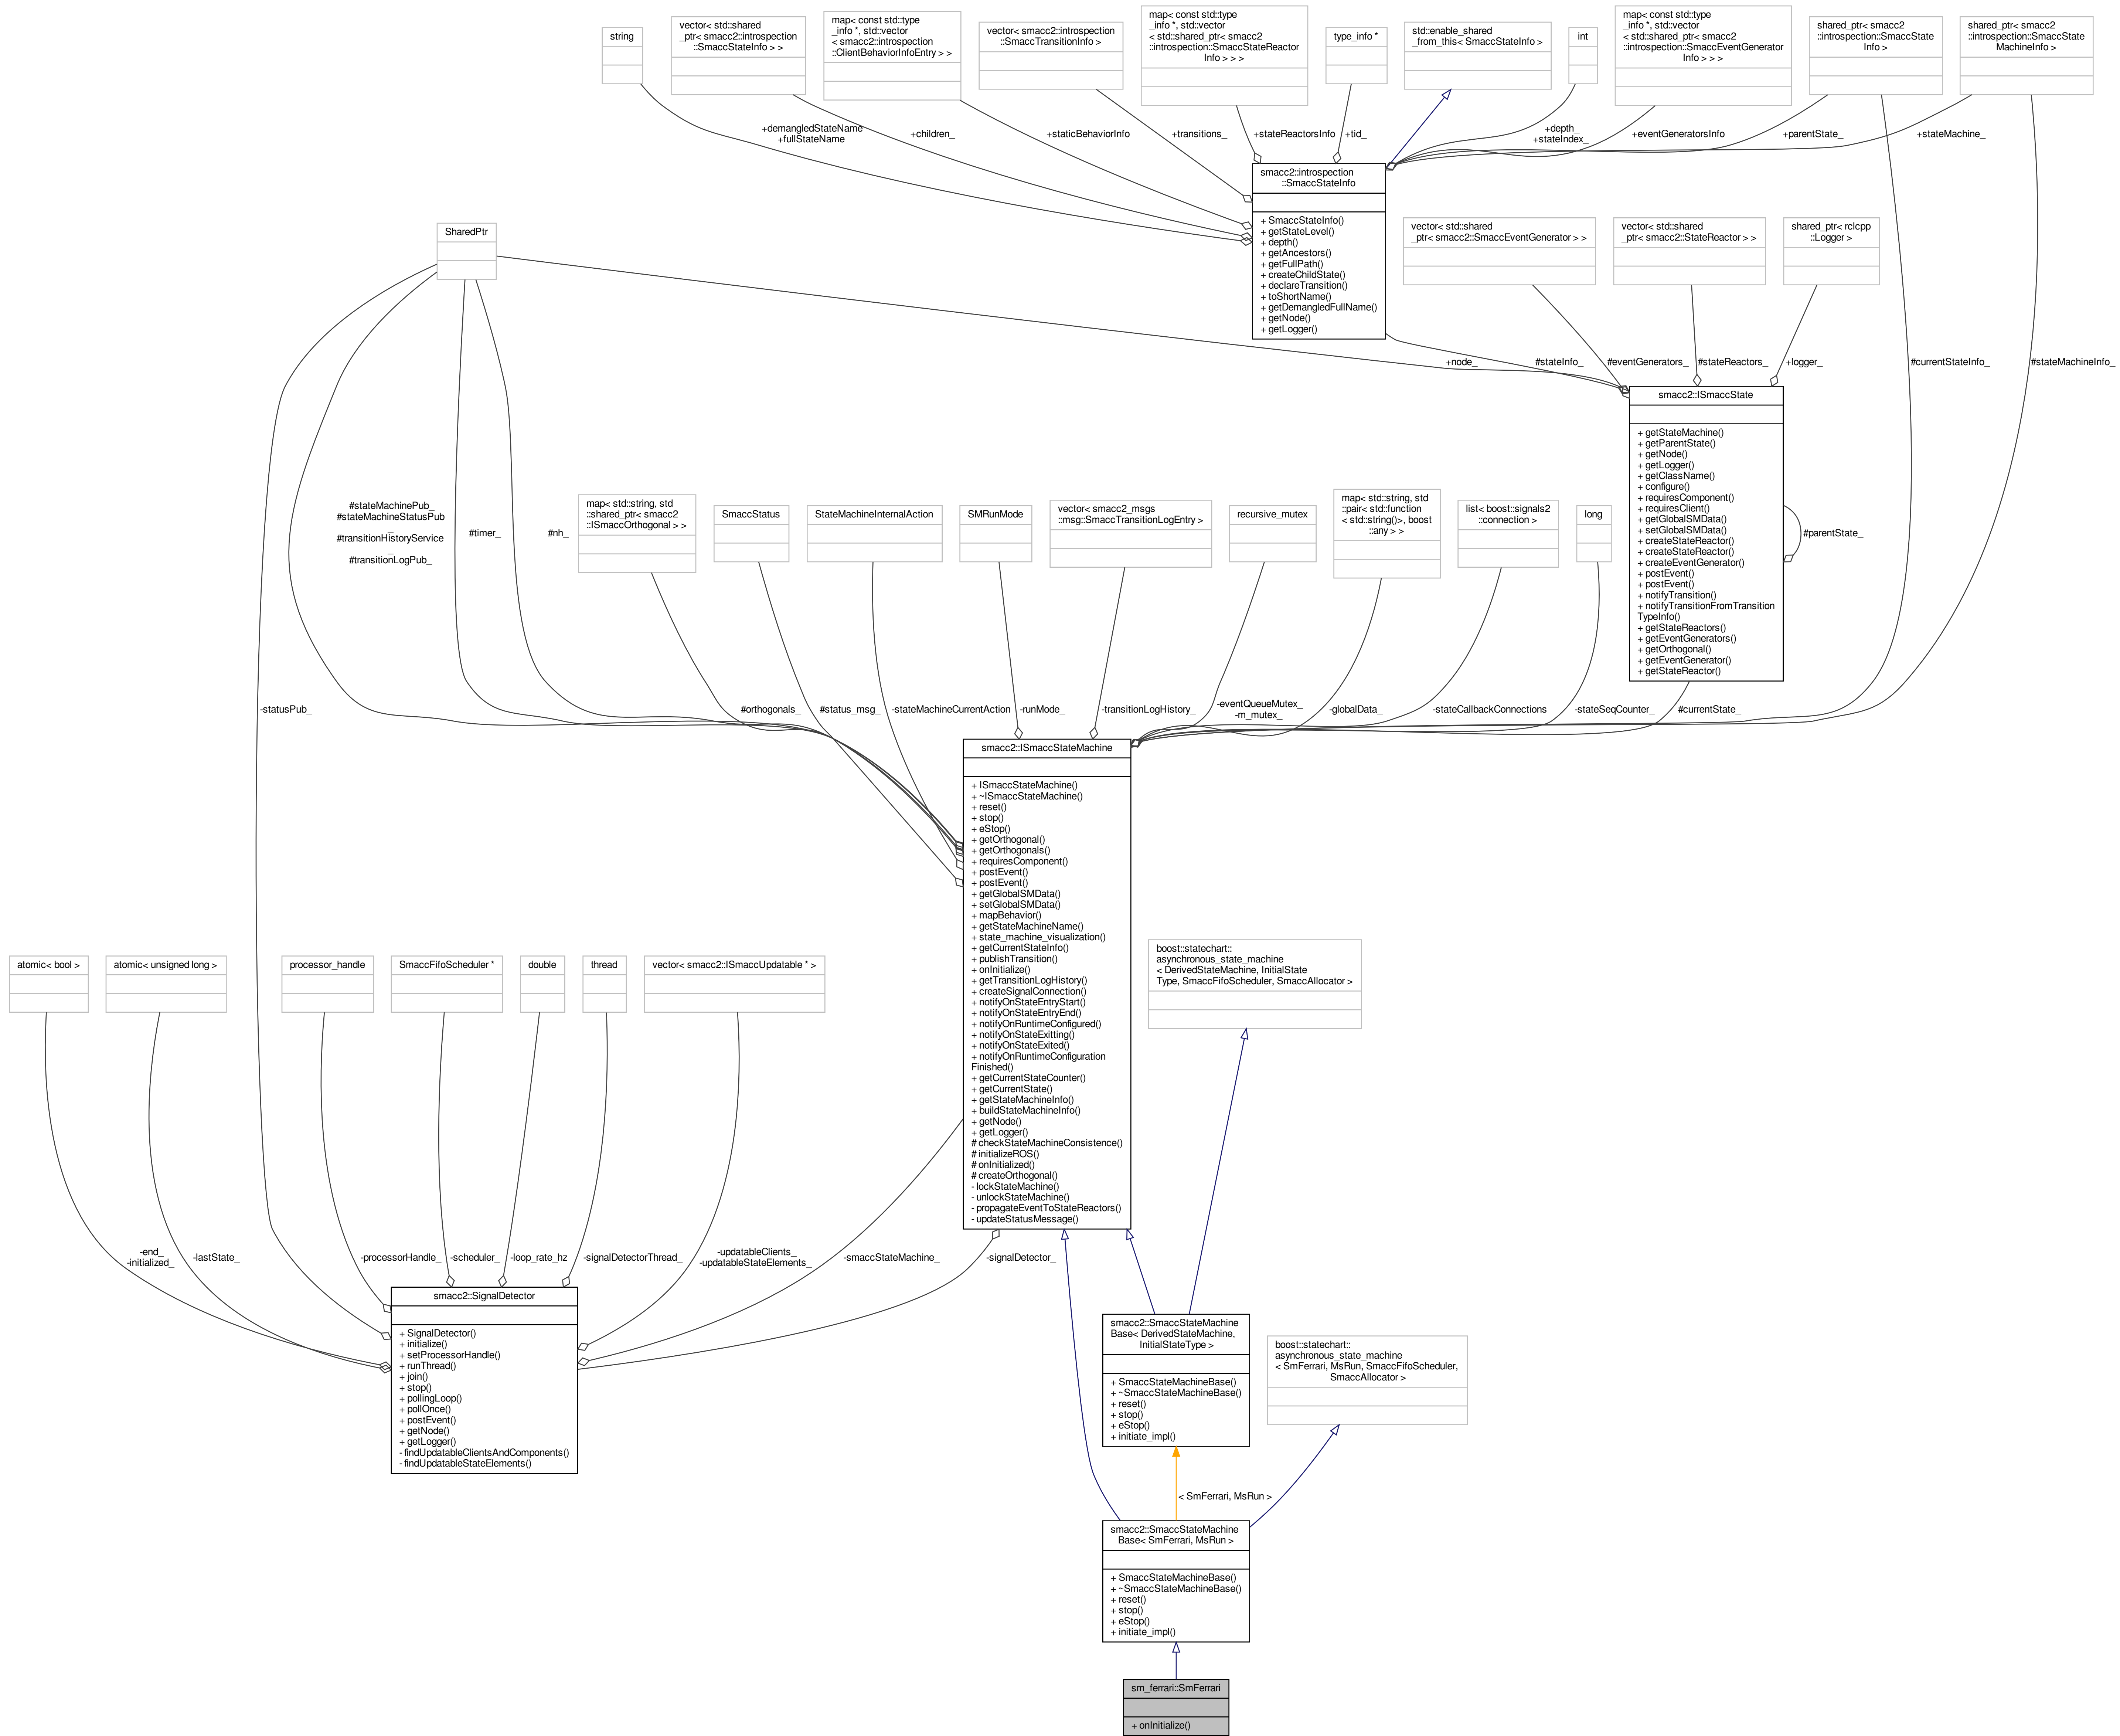 string
vector< std::shared
_ptr< smacc2::introspection
::SmaccStateInfo > >
map< const std::type
_info *, std::vector
< smacc2::introspection
::ClientBehaviorInfoEntry > >
vector< smacc2::introspection
::SmaccTransitionInfo >
map< const std::type
_info *, std::vector
< std::shared_ptr< smacc2
::introspection::SmaccStateReactor
Info > > >
type_info *
std::enable_shared
_from_this< SmaccStateInfo >
int
map< const std::type
_info *, std::vector
< std::shared_ptr< smacc2
::introspection::SmaccEventGenerator
Info > > >
shared_ptr< smacc2
::introspection::SmaccState
Info >
shared_ptr< smacc2
::introspection::SmaccState
MachineInfo >
+demangledStateName
+fullStateName
+children_
+staticBehaviorInfo
+transitions_
+stateReactorsInfo
+tid_
+depth_
+stateIndex_
+eventGeneratorsInfo
+parentState_
+stateMachine_
smacc2::introspection
::SmaccStateInfo
+ SmaccStateInfo()
+ getStateLevel()
+ depth()
+ getAncestors()
+ getFullPath()
+ createChildState()
+ declareTransition()
+ toShortName()
+ getDemangledFullName()
+ getNode()
+ getLogger()
SharedPtr
vector< std::shared
_ptr< smacc2::SmaccEventGenerator > >
vector< std::shared
_ptr< smacc2::StateReactor > >
shared_ptr< rclcpp
::Logger >
+node_
#stateInfo_
#eventGenerators_
#stateReactors_
+logger_
#currentStateInfo_
#stateMachineInfo_
smacc2::ISmaccState
+ getStateMachine()
+ getParentState()
+ getNode()
+ getLogger()
+ getClassName()
+ configure()
+ requiresComponent()
+ requiresClient()
+ getGlobalSMData()
+ setGlobalSMData()
+ createStateReactor()
+ createStateReactor()
+ createEventGenerator()
+ postEvent()
+ postEvent()
+ notifyTransition()
+ notifyTransitionFromTransition
TypeInfo()
+ getStateReactors()
+ getEventGenerators()
+ getOrthogonal()
+ getEventGenerator()
+ getStateReactor()
#parentState_
#stateMachinePub_
#stateMachineStatusPub
_
#transitionHistoryService
_
#transitionLogPub_
#timer_
#nh_
map< std::string, std
::shared_ptr< smacc2
::ISmaccOrthogonal > >
SmaccStatus
StateMachineInternalAction
SMRunMode
vector< smacc2_msgs
::msg::SmaccTransitionLogEntry >
recursive_mutex
map< std::string, std
::pair< std::function
< std::string()>, boost
::any > >
list< boost::signals2
::connection >
long
-statusPub_
#orthogonals_
#status_msg_
-stateMachineCurrentAction
-runMode_
-transitionLogHistory_
-eventQueueMutex_
-m_mutex_
-globalData_
-stateCallbackConnections
-stateSeqCounter_
#currentState_
smacc2::ISmaccStateMachine
+ ISmaccStateMachine()
+ ~ISmaccStateMachine()
+ reset()
+ stop()
+ eStop()
+ getOrthogonal()
+ getOrthogonals()
+ requiresComponent()
+ postEvent()
+ postEvent()
+ getGlobalSMData()
+ setGlobalSMData()
+ mapBehavior()
+ getStateMachineName()
+ state_machine_visualization()
+ getCurrentStateInfo()
+ publishTransition()
+ onInitialize()
+ getTransitionLogHistory()
+ createSignalConnection()
+ notifyOnStateEntryStart()
+ notifyOnStateEntryEnd()
+ notifyOnRuntimeConfigured()
+ notifyOnStateExitting()
+ notifyOnStateExited()
+ notifyOnRuntimeConfiguration
Finished()
+ getCurrentStateCounter()
+ getCurrentState()
+ getStateMachineInfo()
+ buildStateMachineInfo()
+ getNode()
+ getLogger()
# checkStateMachineConsistence()
# initializeROS()
# onInitialized()
# createOrthogonal()
- lockStateMachine()
- unlockStateMachine()
- propagateEventToStateReactors()
- updateStatusMessage()
atomic< bool >
atomic< unsigned long >
processor_handle
SmaccFifoScheduler *
double
thread
vector< smacc2::ISmaccUpdatable * >
boost::statechart::
asynchronous_state_machine
< DerivedStateMachine, InitialState
Type, SmaccFifoScheduler, SmaccAllocator >
-end_
-initialized_
-lastState_
-processorHandle_
-scheduler_
-loop_rate_hz
-signalDetectorThread_
-updatableClients_
-updatableStateElements_
-smaccStateMachine_
-signalDetector_
smacc2::SignalDetector
+ SignalDetector()
+ initialize()
+ setProcessorHandle()
+ runThread()
+ join()
+ stop()
+ pollingLoop()
+ pollOnce()
+ postEvent()
+ getNode()
+ getLogger()
- findUpdatableClientsAndComponents()
- findUpdatableStateElements()
smacc2::SmaccStateMachine
Base< DerivedStateMachine,
InitialStateType >
+ SmaccStateMachineBase()
+ ~SmaccStateMachineBase()
+ reset()
+ stop()
+ eStop()
+ initiate_impl()
boost::statechart::
asynchronous_state_machine
< SmFerrari, MsRun, SmaccFifoScheduler,
SmaccAllocator >
< SmFerrari, MsRun >
smacc2::SmaccStateMachine
Base< SmFerrari, MsRun >
+ SmaccStateMachineBase()
+ ~SmaccStateMachineBase()
+ reset()
+ stop()
+ eStop()
+ initiate_impl()
sm_ferrari::SmFerrari
+ onInitialize()